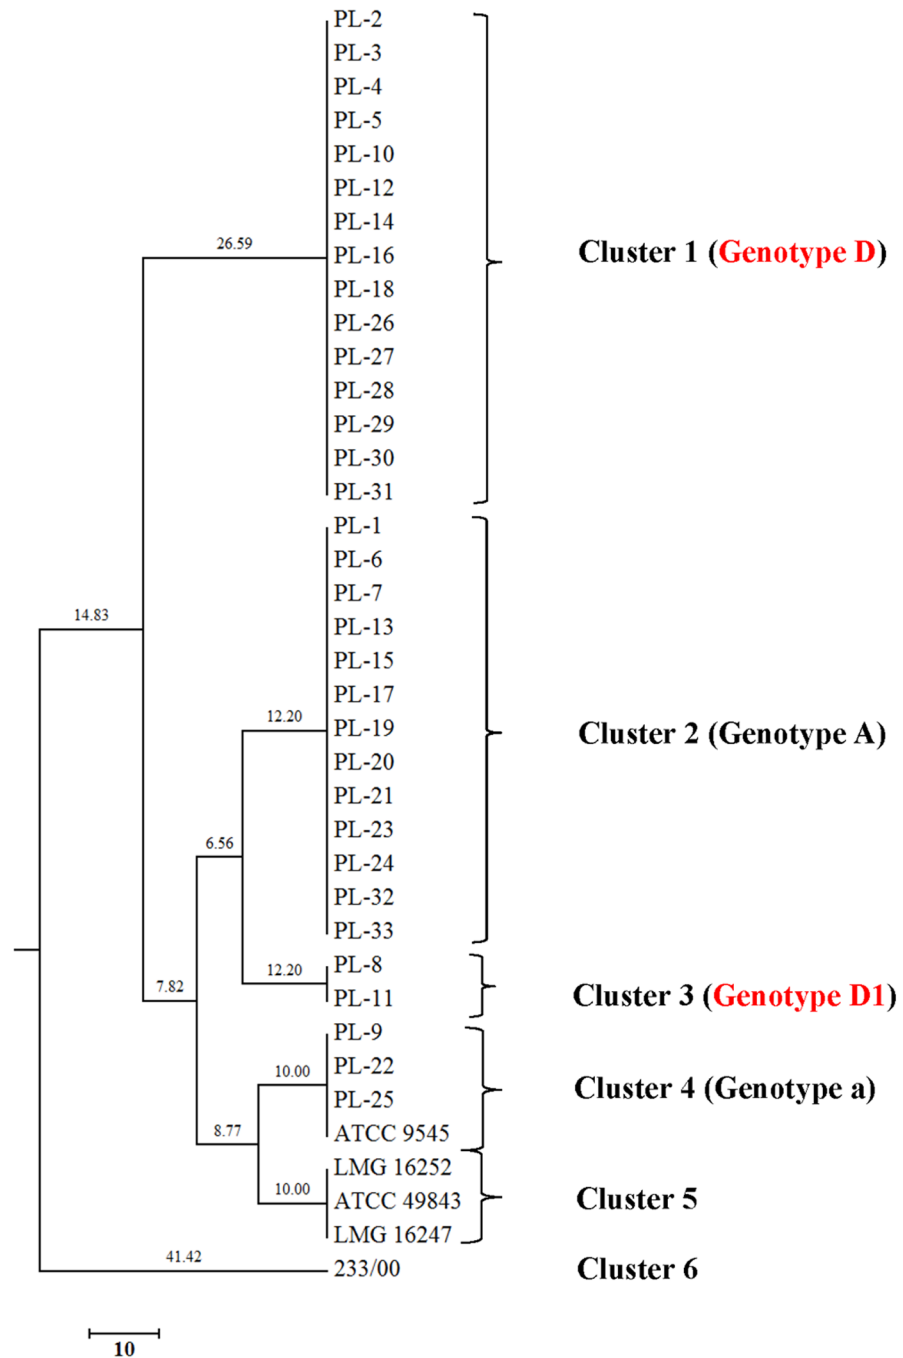 PL-2
PL-3
PL-4
PL-5
PL-10
PL-12
PL-14
26.59
PL-16
Cluster 1 (Genotype D)
PL-18
PL-26
PL-27
PL-28
PL-29
PL-30
PL-31
PL-1
PL-6
PL-7
14.83
PL-13
PL-15
PL-17
12.20
PL-19
Cluster 2 (Genotype A)
PL-20
PL-21
PL-23
6.56
PL-24
PL-32
PL-33
PL-8
12.20
7.82
PL-11
Cluster 3 (Genotype D1)
PL-9
PL-22
10.00
Cluster 4 (Genotype a)
PL-25
8.77
ATCC 9545
LMG 16252
10.00
ATCC 49843
Cluster 5
LMG 16247
41.42
233/00
Cluster 6
10